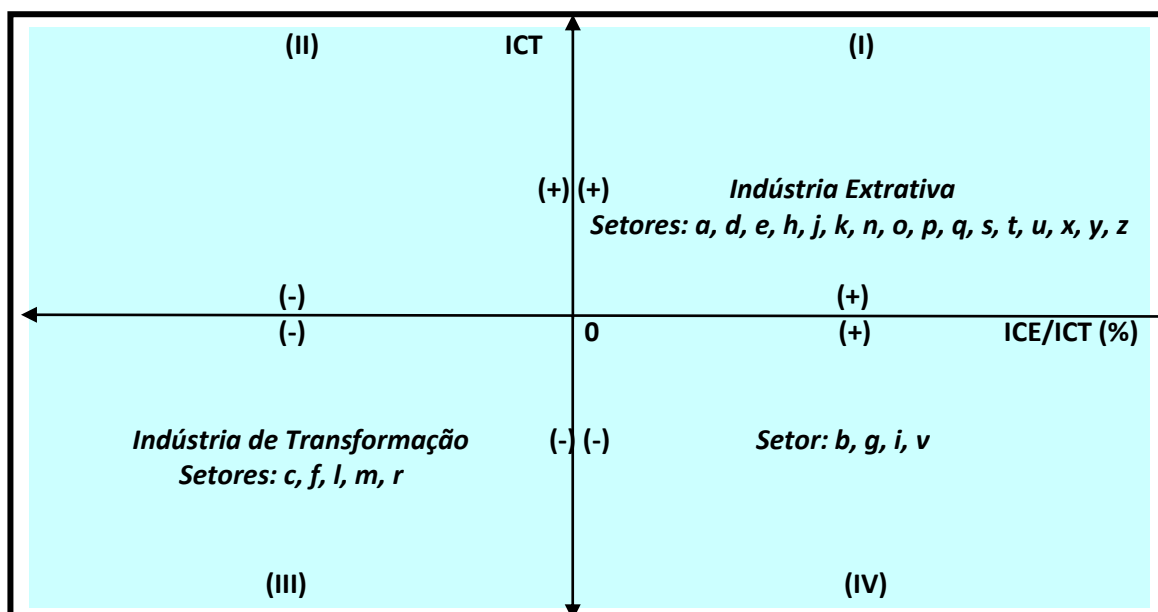 (II) ICT (I)
(+) (+) Indústria Extrativa
Setores: a, d, e, h, j, k, n, o, p, q, s, t, u, x, y, z
(-) (+)
(-) 0 (+) ICE/ICT (%)
Indústria de Transformação (-) (-) Setor: b, g, i, v
Setores: c, f, l, m, r
(III) (IV)